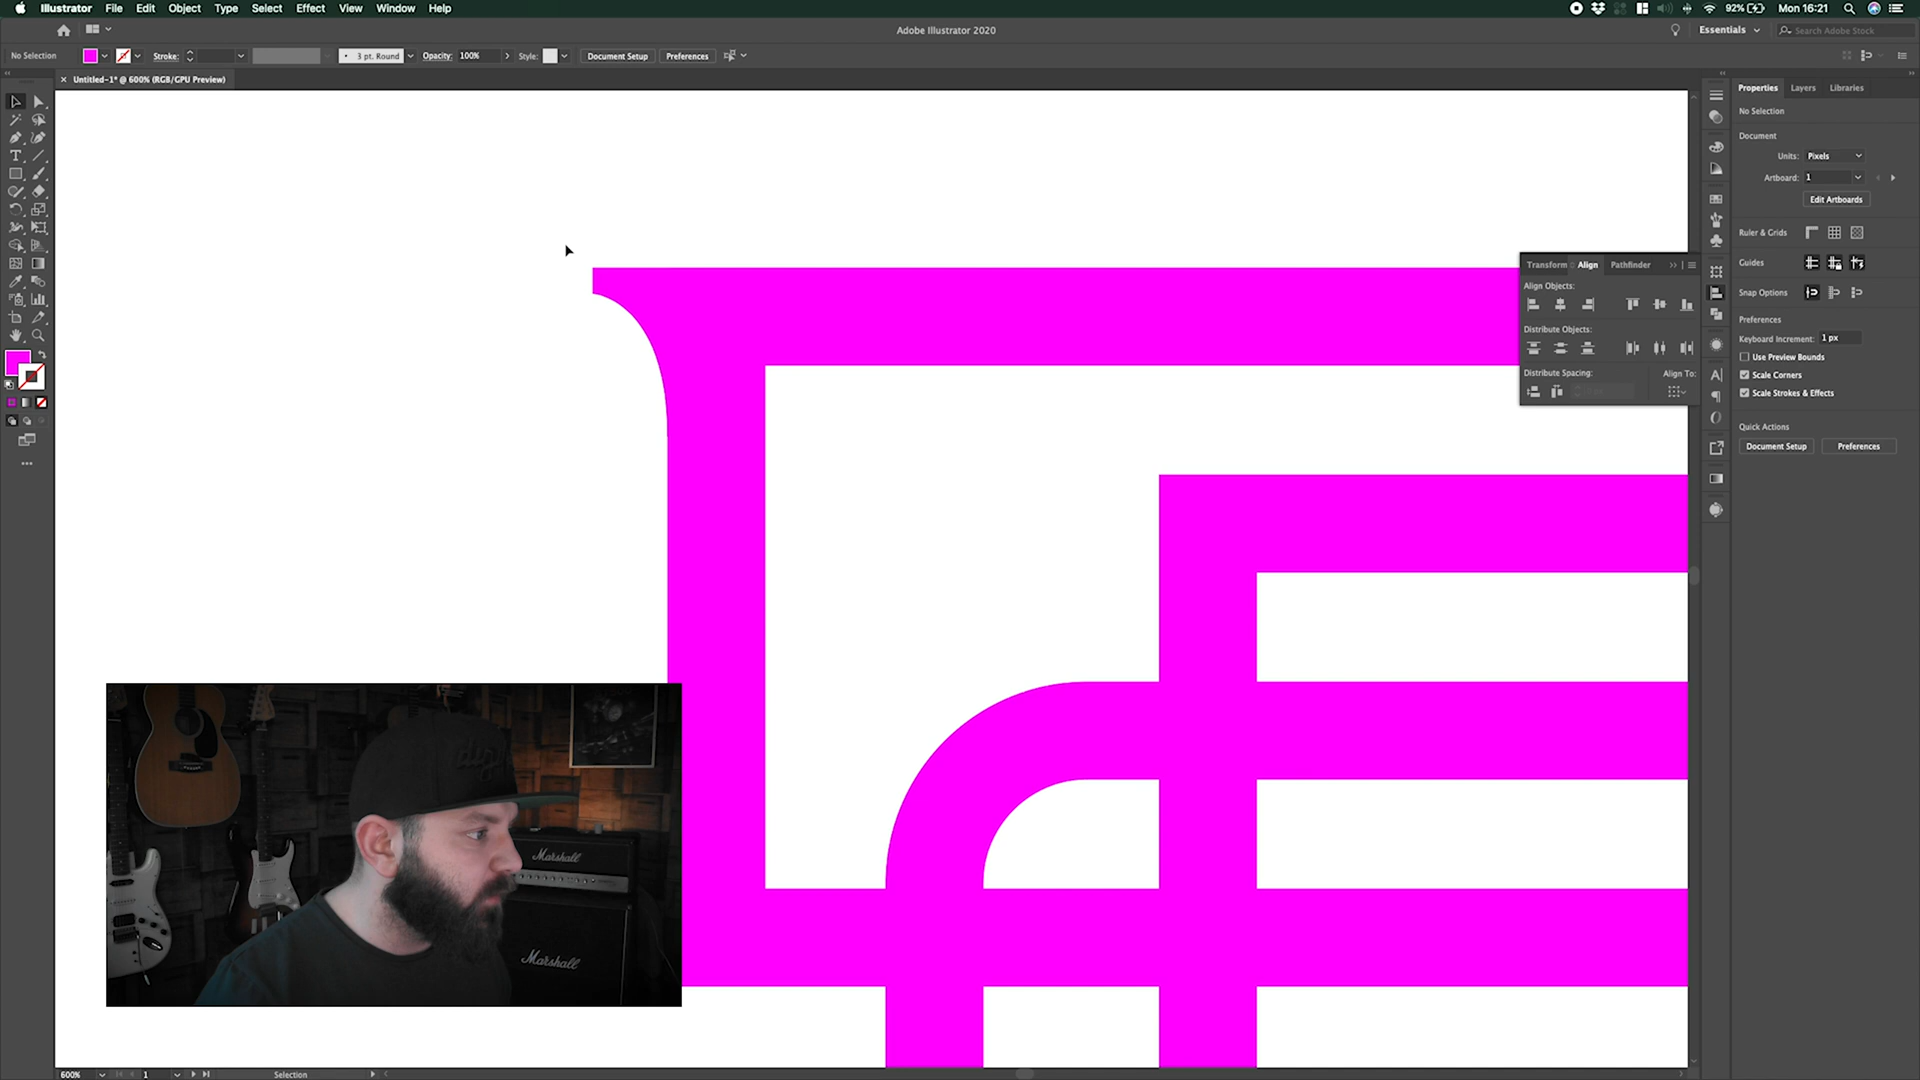 Illustrator File Edit Object Type Select Effect View Window Help
92% Mon 16:21
Adobe Illustrator 2020
Essentials
Search Adobe Stock
No Selection
Stroke:
3 pt. Round
Opacity: 100%
Style:
Document Setup
Preferences
Untitled-1* @ 600% (RGB/GPU Preview)
Properties Layers Libraries
No Selection
Document
Units: Pixels
Artboard: 1
Edit Artboards
Ruler & Grids
Guides
Snap Options
Preferences
Keyboard Increment: 1 px
Use Preview Bounds
Scale Corners
Scale Strokes & Effects
Quick Actions
Document Setup Preferences
Transform Align Pathfinder
Align Objects:
Distribute Objects:
Distribute Spacing: Align To:
Marshall
Marshall
600% 1 Selection